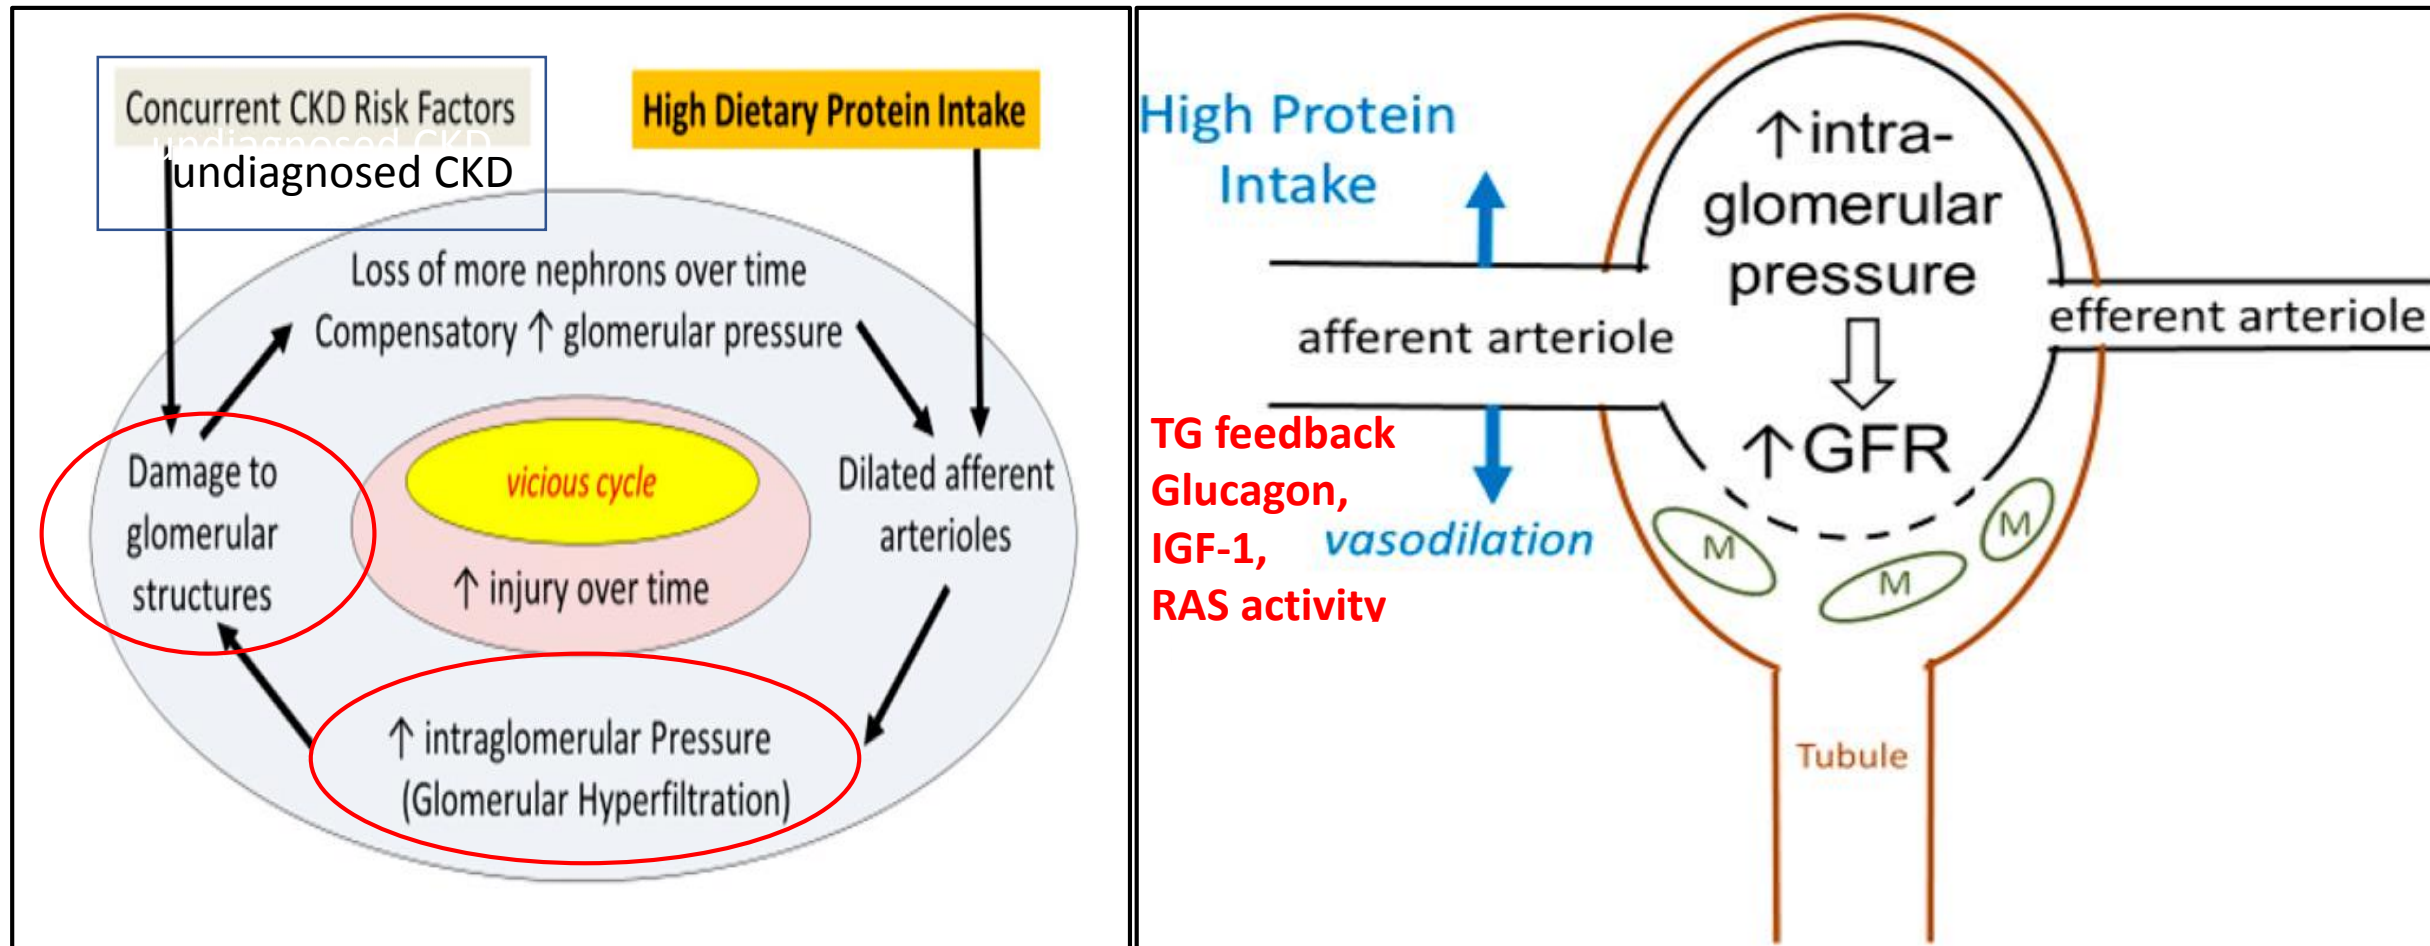 Concurrent CKD Risk Factors
undiagnosed CKD
undiagnosed CKD
High Dietary Protein Intake
Loss of more nephrons over time
Compensatory ↑ glomerular pressure
Damage to
glomerular
structures
vicious cycle
↑ injury over time
Dilated afferent
arterioles
↑ intraglomerular Pressure
(Glomerular Hyperfiltration)
High Protein
Intake
↑intra-
glomerular
pressure
afferent arteriole
efferent arteriole
↑GFR
TG feedback
Glucagon,
IGF-1,
RAS activity
vasodilation
M
M
M
Tubule